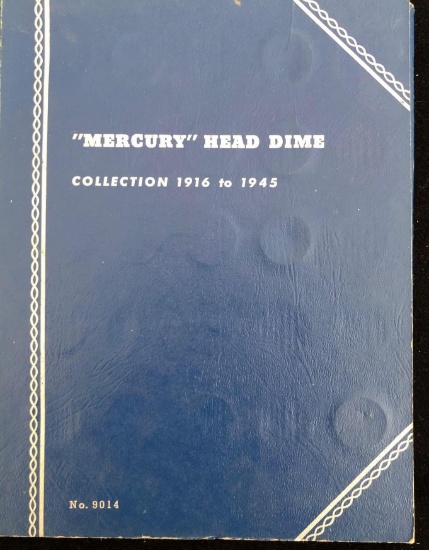 "MERCURY" HEAD DIME
COLLECTION 1916 to 1945
No. 9014